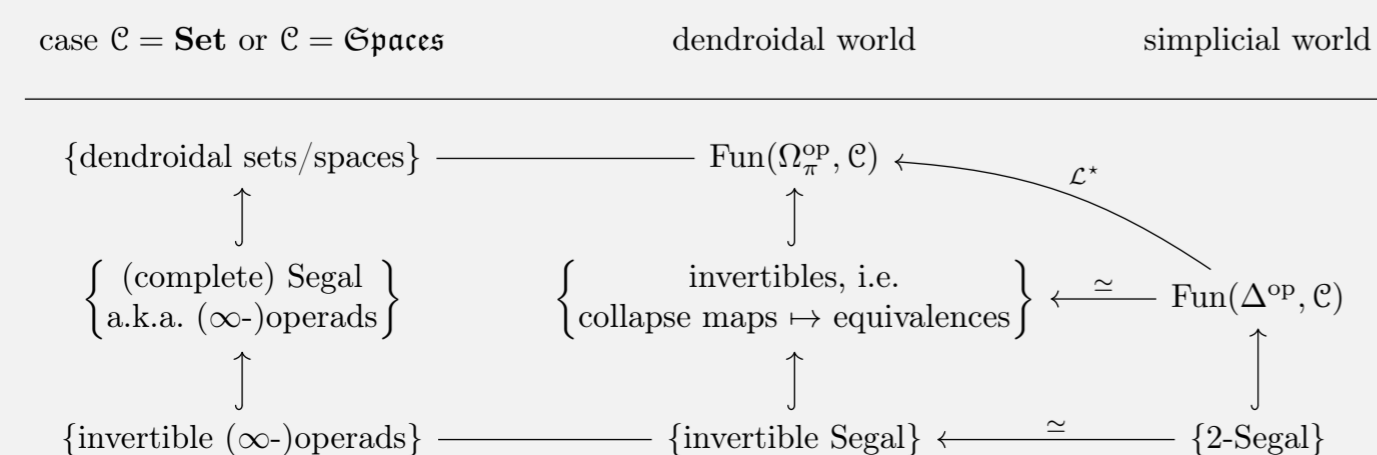 case 𝒞 = Set or 𝒞 = 𝔖𝔭𝔞𝔠𝔢𝔰 dendroidal world simplicial world
{dendroidal sets/spaces} Fun(Ω_π^op, 𝒞)
ℒ*
{(complete) Segal a.k.a. (∞-)operads} {invertibles, i.e. collapse maps ↦ equivalences} ≃ Fun(Δ^op, 𝒞)
{invertible (∞-)operads} {invertible Segal} ≃ {2-Segal}